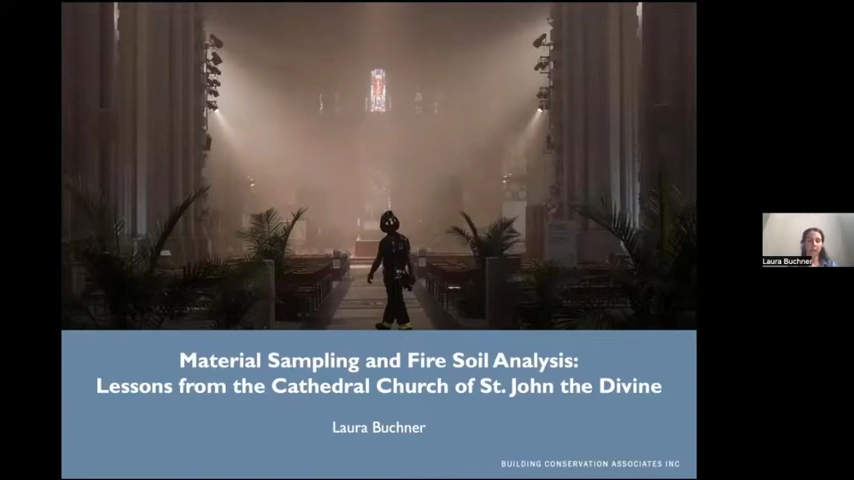 Material Sampling and Fire Soil Analysis:
Lessons from the Cathedral Church of St. John the Divine
Laura Buchner
BUILDING CONSERVATION ASSOCIATES INC
Laura Buchner